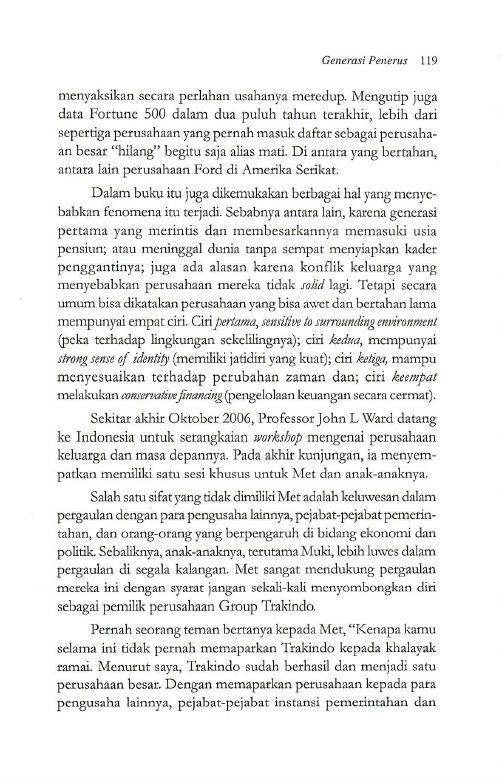 Generasi Penerus 119
menyaksikan secara perlahan usahanya meredup. Mengutip juga
data Fortune 500 dalam dua puluh tahun terakhir, lebih dari
sepertiga perusahaan yang pernah masuk daftar sebagai perusaha-
an besar “hilang” begitu saja alias mati. Di antara yang bertahan,
antara lain perusahaan Ford di Amerika Serikat.
Dalam buku itu juga dikemukakan berbagai hal yang menye-
babkan fenomena itu terjadi. Sebabnya antara lain, karena generasi
pertama yang merintis dan membesarkannya memasuki usia
pensiun; atau meninggal dunia tanpa sempat menyiapkan kader
penggantinya; juga ada alasan karena konflik keluarga yang
menyebabkan perusahaan mereka tidak solid lagi. Tetapi secara
umum bisa dikatakan perusahaan yang bisa awet dan bertahan lama
mempunyai empat ciri. Ciri pertama, sensitive to surrounding environment
(peka terhadap lingkungan sekelilingnya); ciri kedua, mempunyai
strong sense of identity (memiliki jatidiri yang kuat); ciri ketiga, mampu
menyesuaikan terhadap perubahan zaman dan; ciri keempat
melakukan conservative financing (pengelolaan keuangan secara cermat).
Sekitar akhir Oktober 2006, Professor John L Ward datang
ke Indonesia untuk serangkaian workshop mengenai perusahaan
keluarga dan masa depannya. Pada akhir kunjungan, ia menyem-
patkan memiliki satu sesi khusus untuk Met dan anak-anaknya.
Salah satu sifat yang tidak dimiliki Met adalah keluwesan dalam
pergaulan dengan para pengusaha lainnya, pejabat-pejabat pemerin-
tahan, dan orang-orang yang berpengaruh di bidang ekonomi dan
politik. Sebaliknya, anak-anaknya, terutama Muki, lebih luwes dalam
pergaulan di segala kalangan. Met sangat mendukung pergaulan
mereka ini dengan syarat jangan sekali-kali menyombongkan diri
sebagai pemilik perusahaan Group Trakindo.
Pernah seorang teman bertanya kepada Met, “Kenapa kamu
selama ini tidak pernah memaparkan Trakindo kepada khalayak
ramai. Menurut saya, Trakindo sudah berhasil dan menjadi satu
perusahaan besar. Dengan memaparkan perusahaan kepada para
pengusaha lainnya, pejabat-pejabat instansi pemerintahan dan